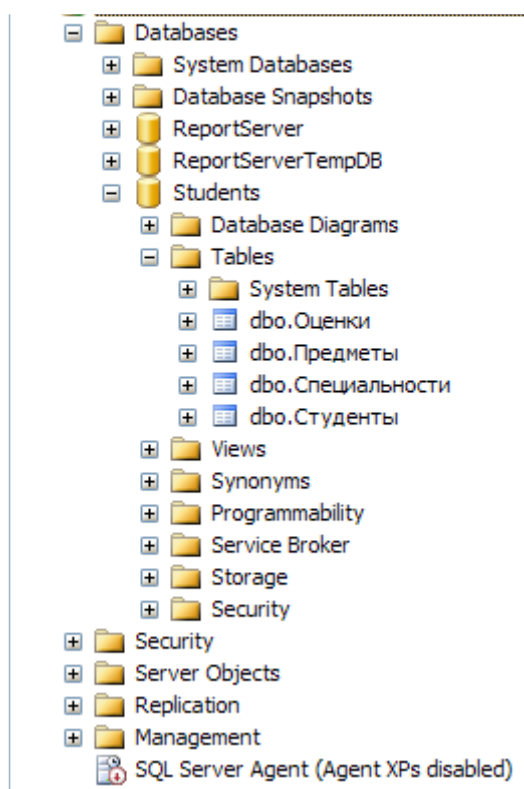 Databases
System Databases
Database Snapshots
ReportServer
ReportServerTempDB
Students
Database Diagrams
Tables
System Tables
dbo.Оценки
dbo.Предметы
dbo.Специальности
dbo.Студенты
Views
Synonyms
Programmability
Service Broker
Storage
Security
Security
Server Objects
Replication
Management
SQL Server Agent (Agent XPs disabled)